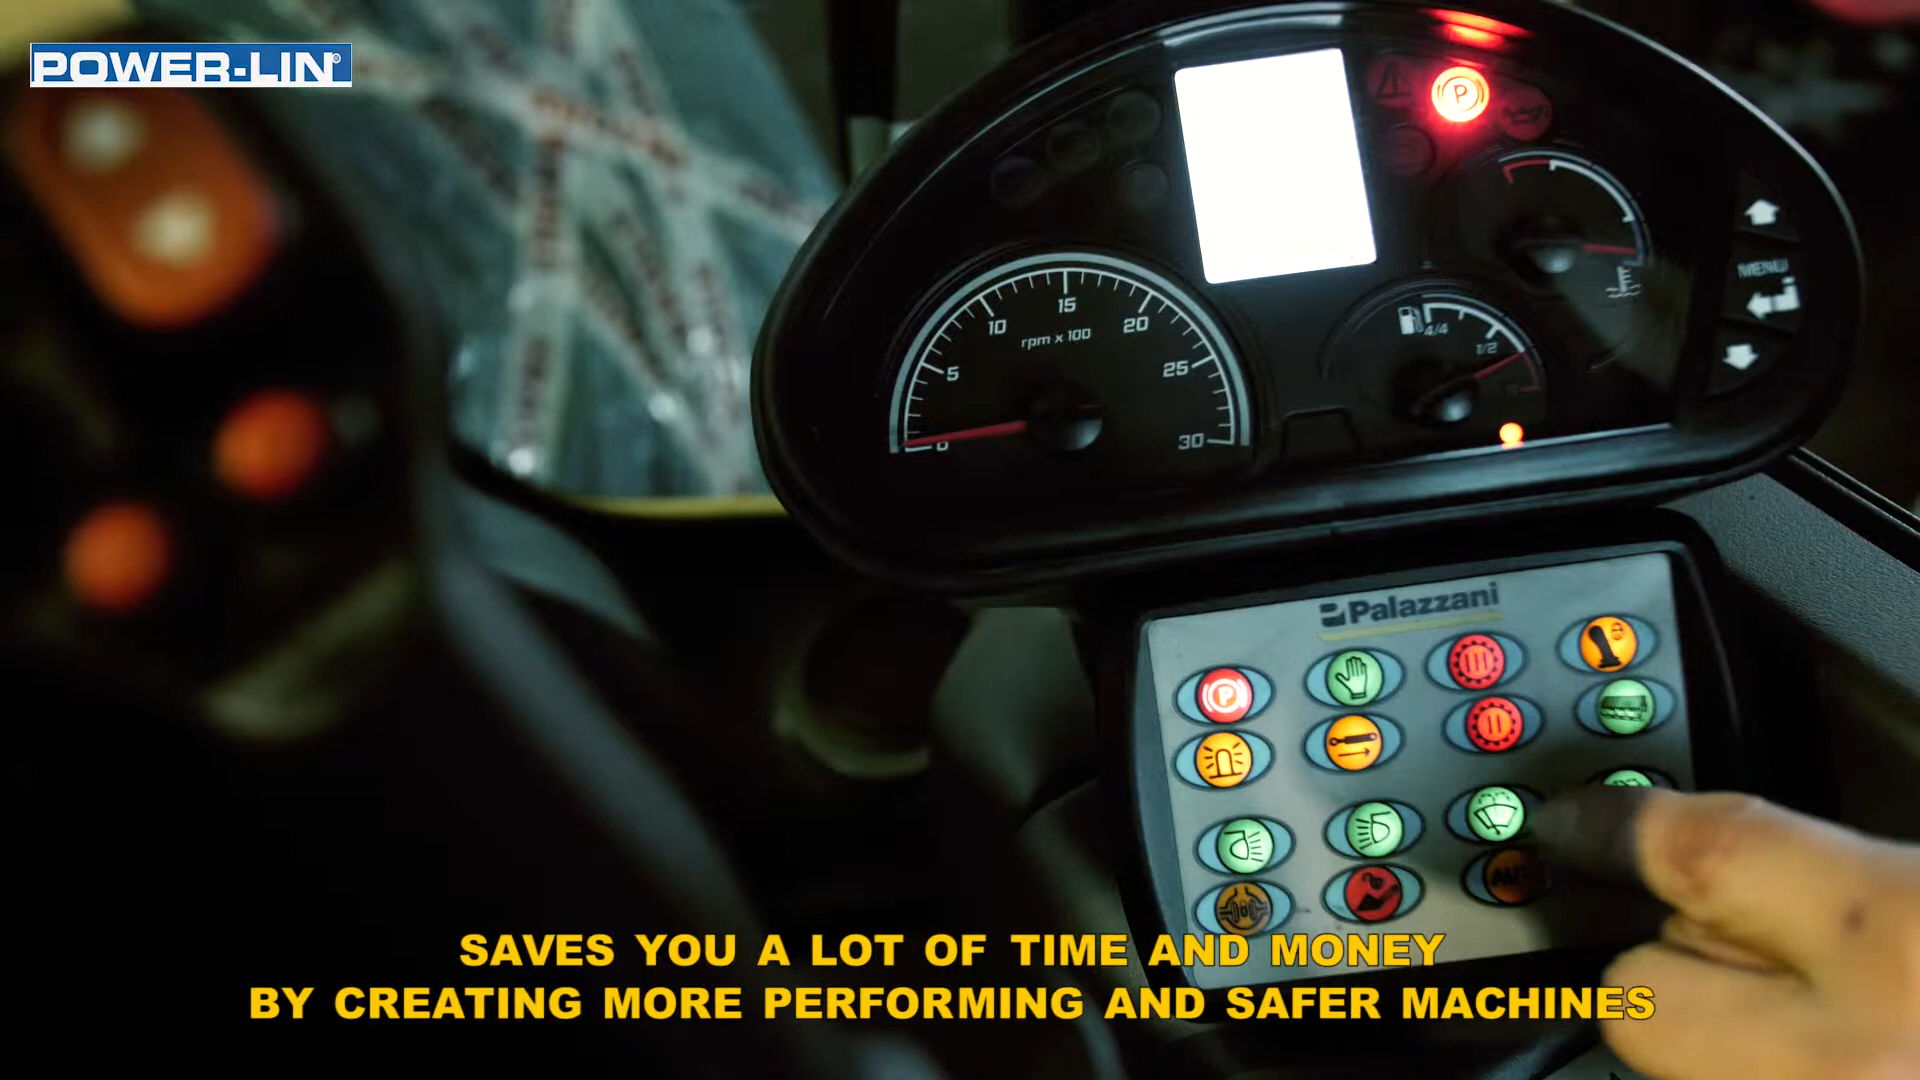 POWER-LIN®
P
15
10
20
rpm x 100
5
25
0
30
4/4
1/2
MENU
Palazzani
P
AUT
SAVES YOU A LOT OF TIME AND MONEY
BY CREATING MORE PERFORMING AND SAFER MACHINES